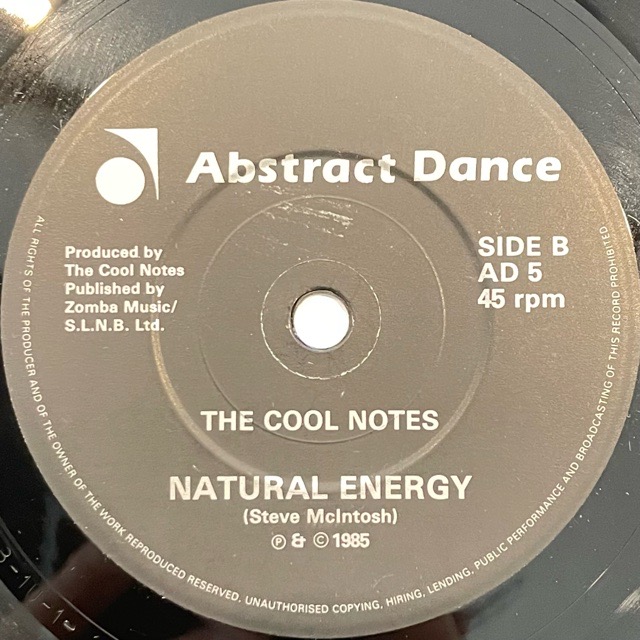 Abstract Dance
Produced by
The Cool Notes
Published by
Zomba Music/
S.L.N.B. Ltd.
SIDE B
AD 5
45 rpm
THE COOL NOTES
NATURAL ENERGY
(Steve McIntosh)
℗ & © 1985
ALL RIGHTS OF THE PRODUCER AND OF THE OWNER OF THE WORK REPRODUCED RESERVED. UNAUTHORISED COPYING, HIRING, LENDING, PUBLIC PERFORMANCE AND BROADCASTING OF THIS RECORD PROHIBITED